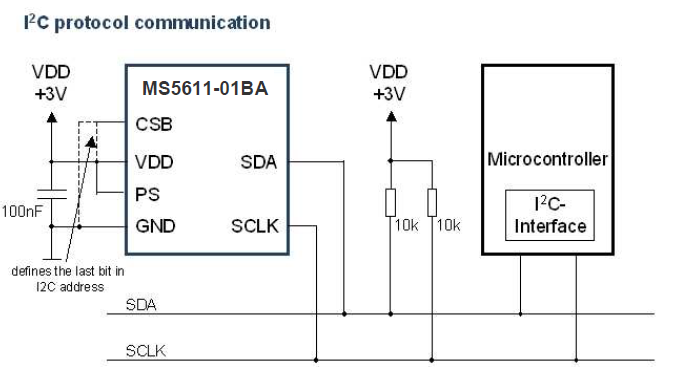 I²C protocol communication
VDD
+3V
MS5611-01BA
CSB
VDD
PS
GND
SDA
SCLK
100nF
defines the last bit in
I2C address
VDD
+3V
10k
10k
Microcontroller
I²C-
Interface
SDA
SCLK